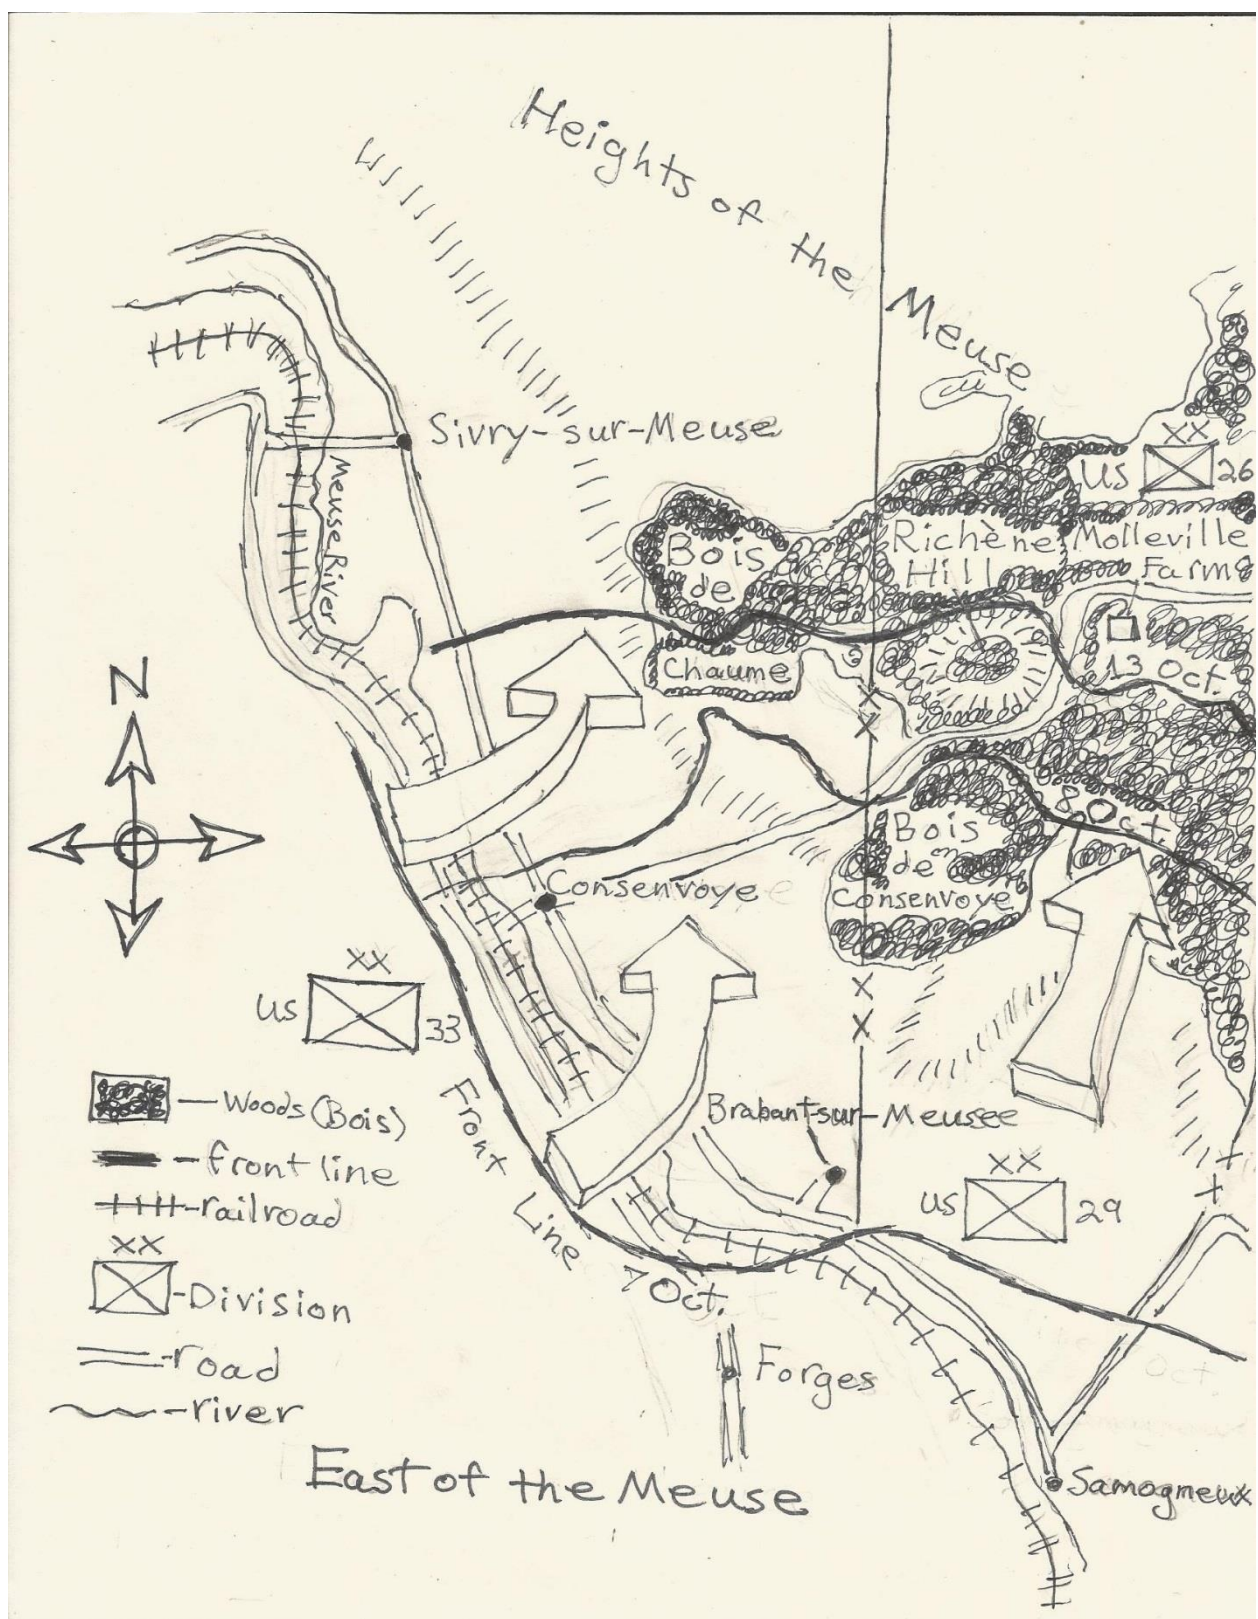 Heights of the Meuse
Sivry-sur-Meuse
Meuse River
XX
US 26
Bois
de
Chaume
Richène
Hill
Molleville
Farm
13 Oct.
XX
N
8 Oct
Bois
de
Consenvoye
Consenvoye
XX
US 33
XX
Front Line 7 Oct.
Brabant-sur-Meusee
XX
US 29
Woods (Bois)
front line
railroad
XX
Division
road
river
Forges
Samogneux
East of the Meuse